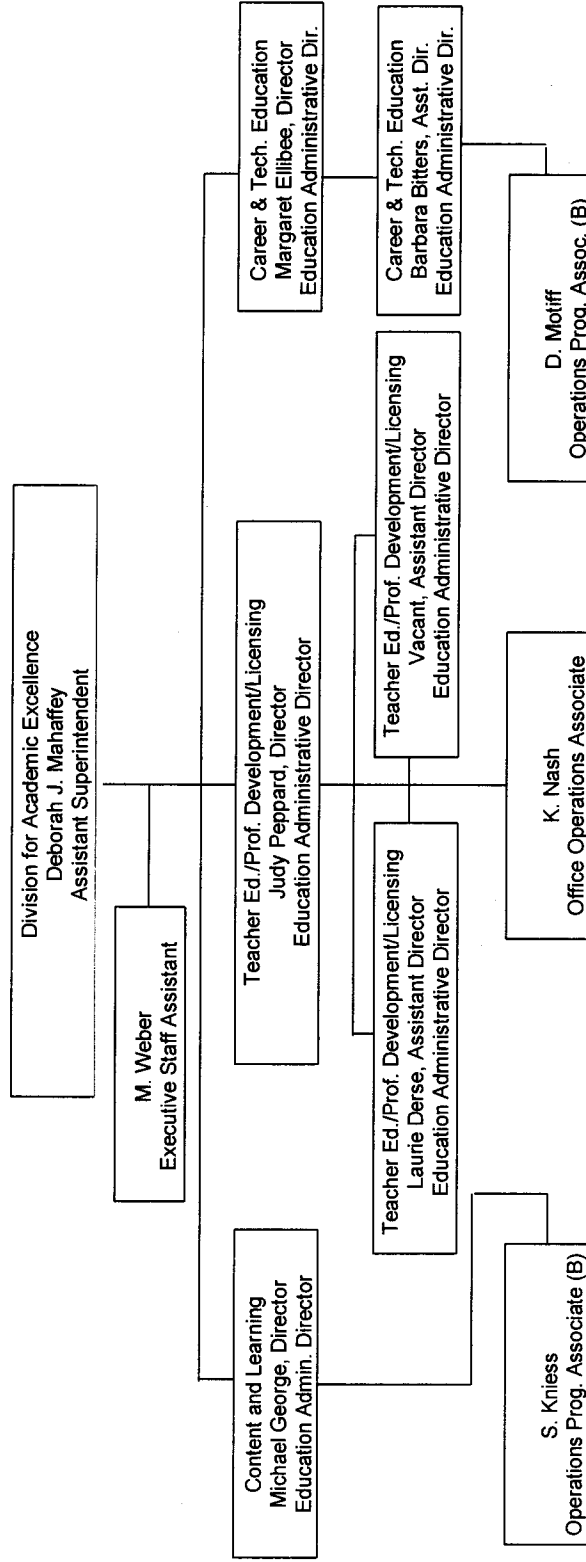 Division for Academic Excellence
Deborah J. Mahaffey
Assistant Superintendent
M. Weber
Executive Staff Assistant
Content and Learning
Michael George, Director
Education Admin. Director
Teacher Ed./Prof. Development/Licensing
Judy Peppard, Director
Education Administrative Director
Career & Tech. Education
Margaret Ellibee, Director
Education Administrative Dir.
Teacher Ed./Prof. Development/Licensing
Laurie Derse, Assistant Director
Education Administrative Director
Teacher Ed./Prof. Development/Licensing
Vacant, Assistant Director
Education Administrative Director
Career & Tech. Education
Barbara Bitters, Asst. Dir.
Education Administrative Dir.
S. Kniess
Operations Prog. Associate (B)
K. Nash
Office Operations Associate
D. Motiff
Operations Prog. Assoc. (B)